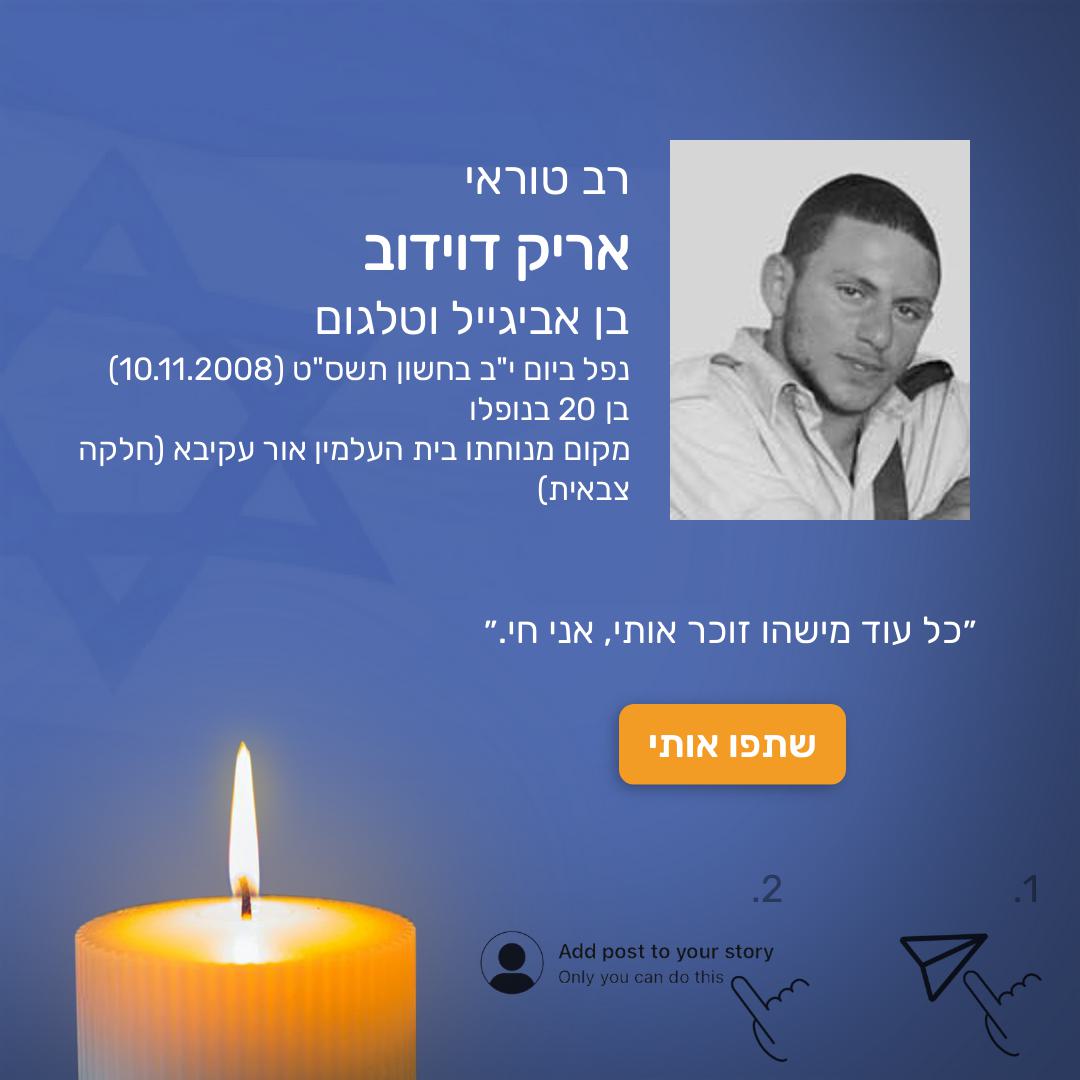 רב טוראי
אריק דוידוב
בן אביגייל וטלגום
נפל ביום י"ב בחשון תשס"ט (10.11.2008)
בן 20 בנופלו
מקום מנוחתו בית העלמין אור עקיבא (חלקה
צבאית)
״כל עוד מישהו זוכר אותי, אני חי.״
שתפו אותי
.1
.2
Add post to your story
Only you can do this